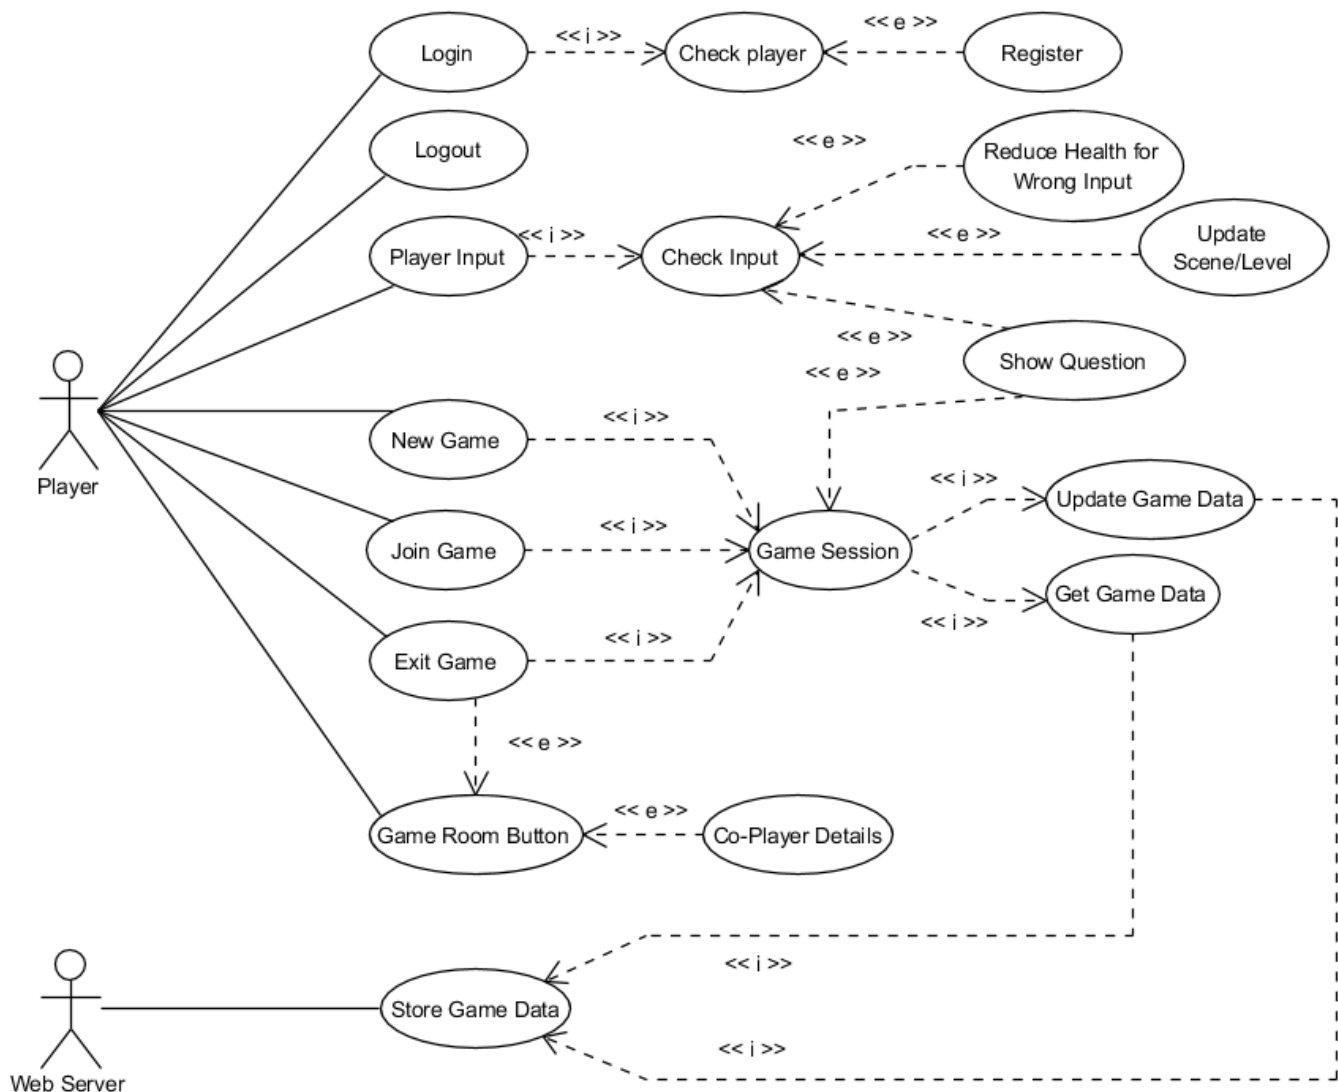 Login
<< i >>
Check player
<< e >>
Register
Logout
<< e >>
Reduce Health for
Wrong Input
Player Input
<< i >>
Check Input
<< e >>
Update
Scene/Level
<< e >>
Show Question
<< e >>
Player
New Game
<< i >>
<< i >>
Update Game Data
Join Game
<< i >>
Game Session
Get Game Data
<< i >>
Exit Game
<< i >>
<< e >>
Game Room Button
<< e >>
Co-Player Details
<< i >>
Store Game Data
<< i >>
Web Server